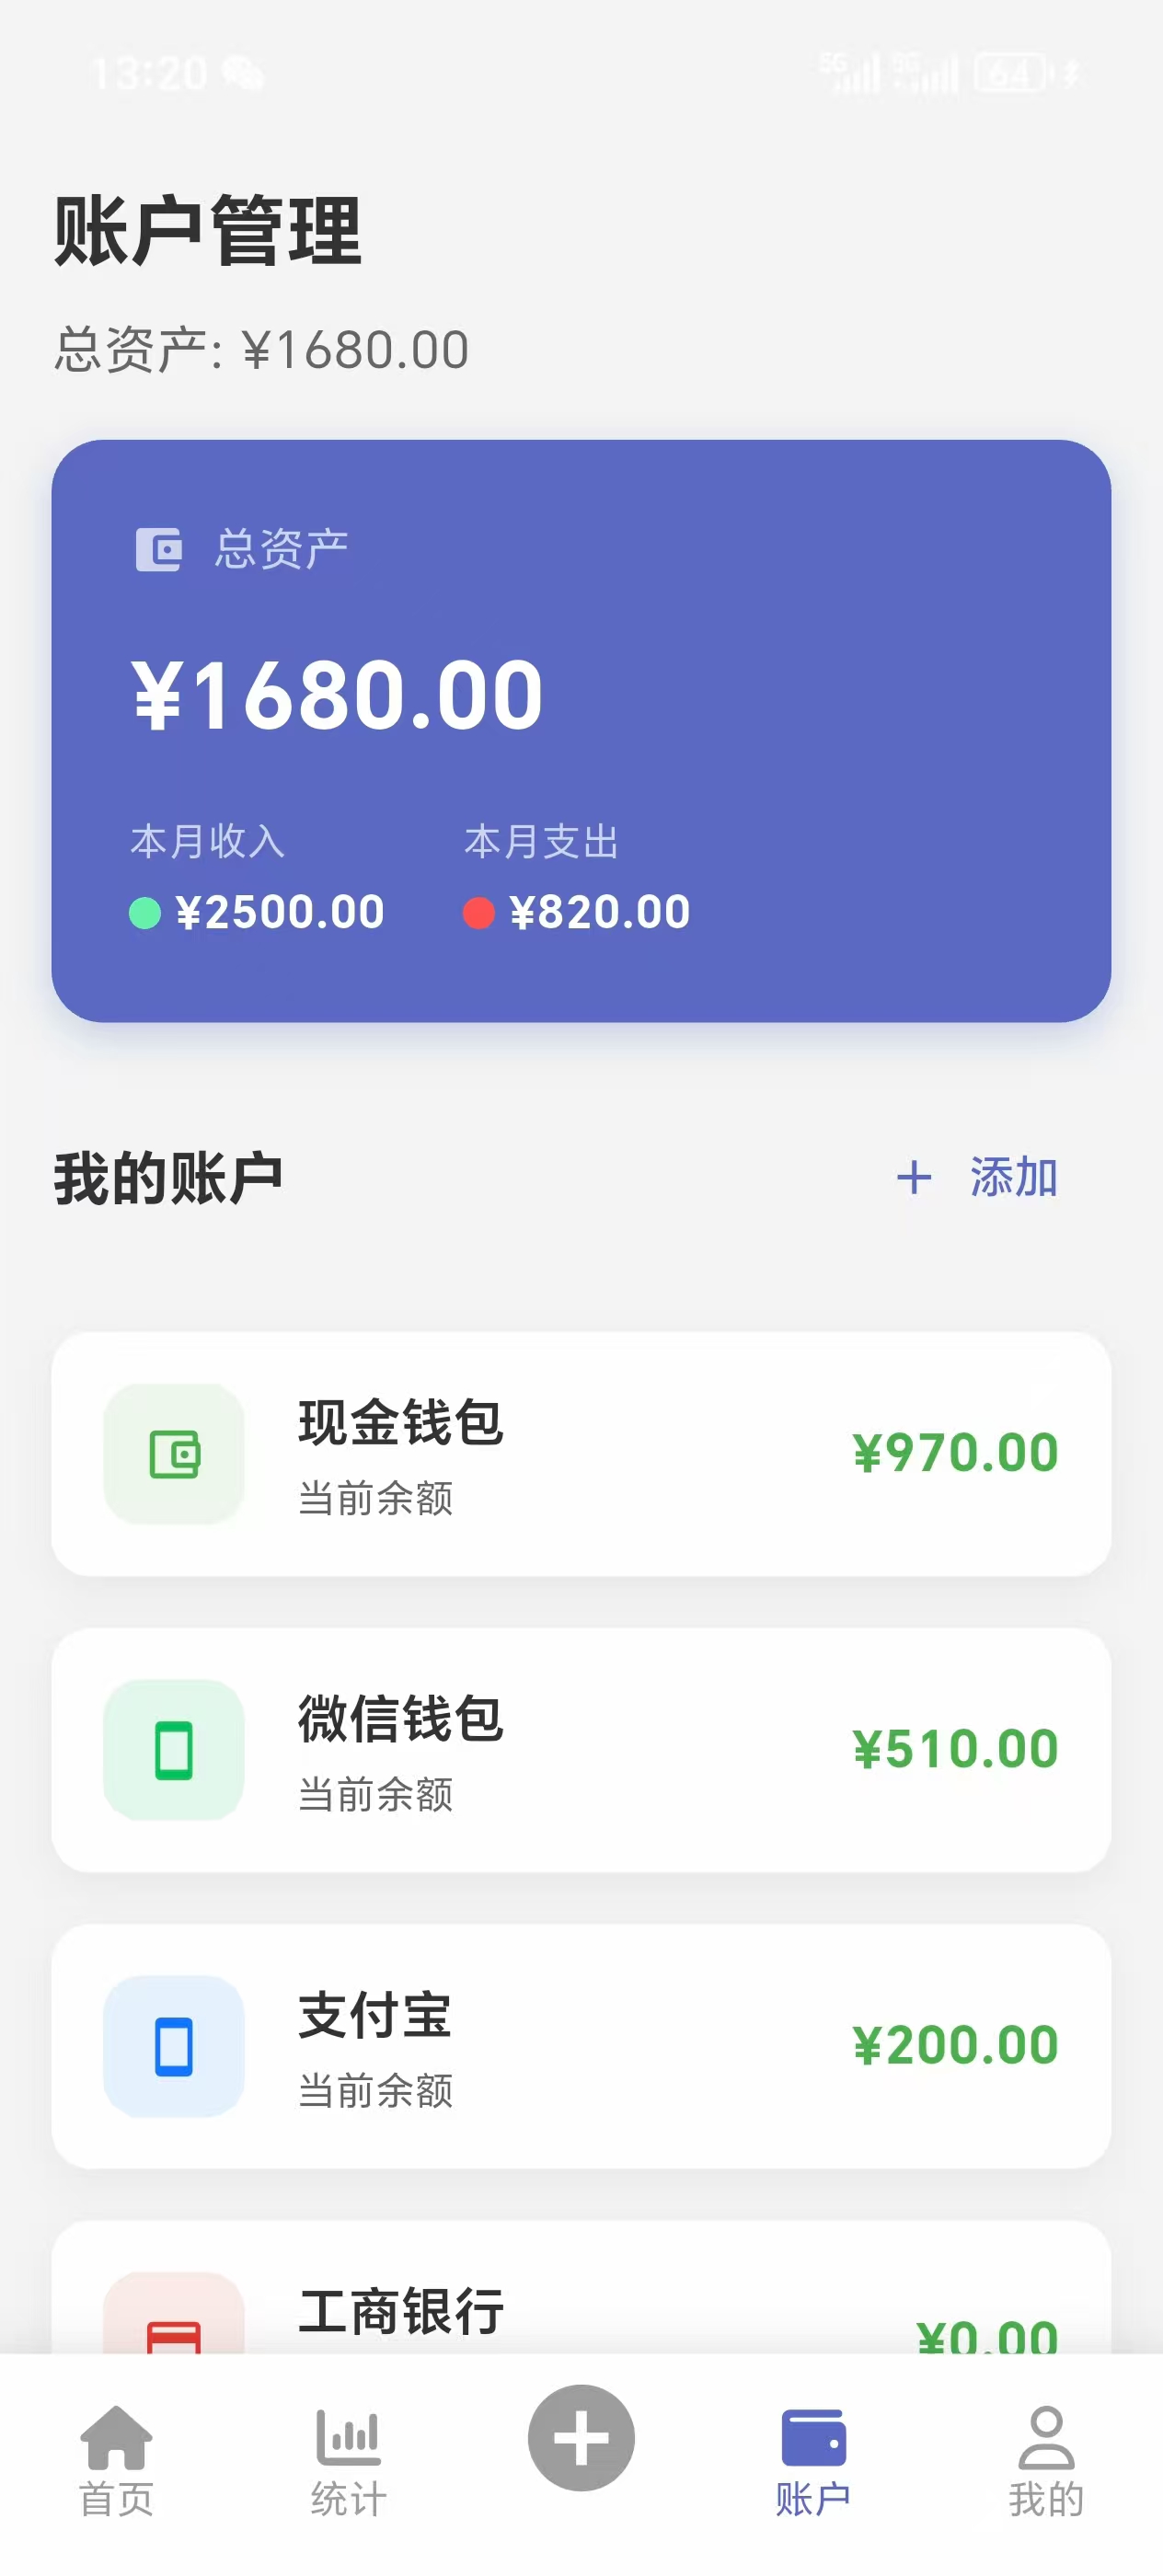 13:20
5G 5G 64
账户管理
总资产: ¥1680.00
总资产
¥1680.00
本月收入 本月支出
¥2500.00 ¥820.00
我的账户
+ 添加
现金钱包
当前余额
¥970.00
微信钱包
当前余额
¥510.00
支付宝
当前余额
¥200.00
工商银行
¥0.00
首页 统计 账户 我的